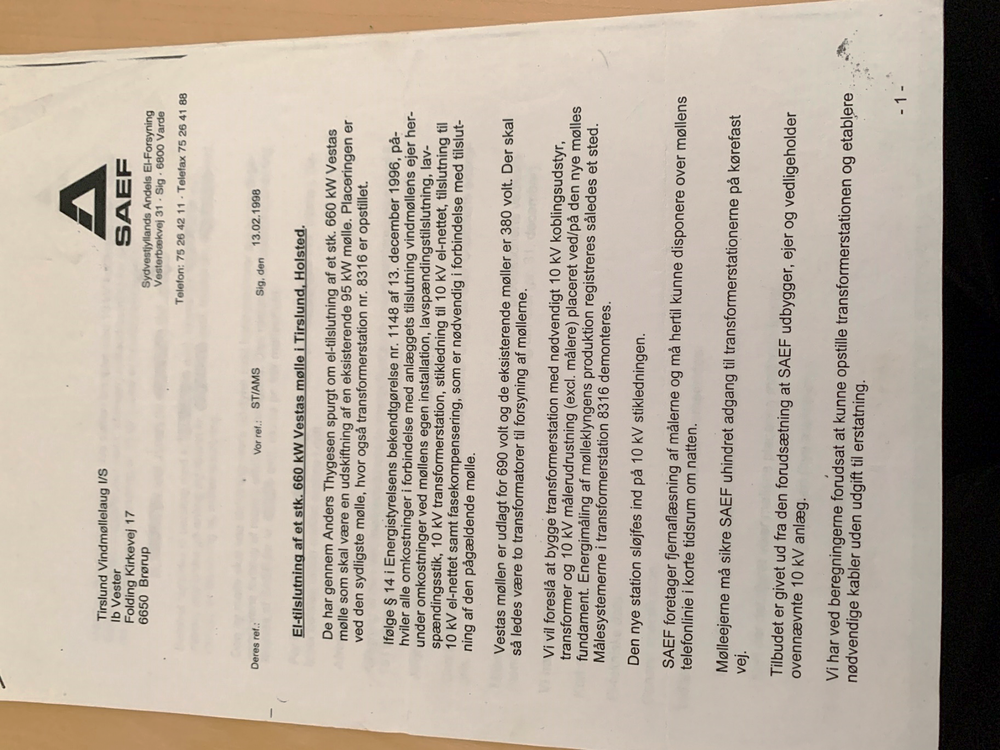 SAEF
Sydvestjyllands Andels El-Forsyning
Vesterbækvej 31 · Sig · 6800 Varde
Telefon: 75 26 42 11 · Telefax 75 26 41 88
Tirslund Vindmøllelaug I/S
Ib Vester
Folding Kirkevej 17
6650 Brørup
Deres ref.: Vor ref.: ST/AMS Sig, den 13.02.1998
El-tilslutning af et stk. 660 kW Vestas mølle i Tirslund, Holsted.
De har gennem Anders Thygesen spurgt om el-tilslutning af et stk. 660 kW Vestas
mølle som skal være en udskiftning af en eksisterende 95 kW mølle. Placeringen er
ved den sydligste mølle, hvor også transformerstation nr. 8316 er opstillet.
Ifølge § 14 i Energistyrelsens bekendtgørelse nr. 1148 af 13. december 1996, på-
hviler alle omkostninger i forbindelse med anlæggets tilslutning vindmøllens ejer her-
under omkostninger ved møllens egen installation, lavspændingstilslutning, lav-
spændingsstik, 10 kV transformerstation, stikledning til 10 kV el-nettet, tilslutning til
10 kV el-nettet samt fasekompensering, som er nødvendig i forbindelse med tilslut-
ning af den pågældende mølle.
Vestas møllen er udlagt for 690 volt og de eksisterende møller er 380 volt. Der skal
så ledes være to transformatorer til forsyning af møllerne.
Vi vil foreslå at bygge transformerstation med nødvendigt 10 kV koblingsudstyr,
transformer og 10 kV målerudrustning (excl. målere) placeret ved/på den nye mølles
fundament. Energimåling af mølleklyngens produktion registreres således et sted.
Målesystemerne i transformerstation 8316 demonteres.
Den nye station sløjfes ind på 10 kV stikledningen.
SAEF foretager fjernaflæsning af målerne og må hertil kunne disponere over møllens
telefonlinie i korte tidsrum om natten.
Mølleejerne må sikre SAEF uhindret adgang til transformerstationerne på kørefast
vej.
Tilbudet er givet ud fra den forudsætning at SAEF udbygger, ejer og vedligeholder
ovennævnte 10 kV anlæg.
Vi har ved beregningerne forudsat at kunne opstille transformerstationen og etablere
nødvendige kabler uden udgift til erstatning.
- 1 -